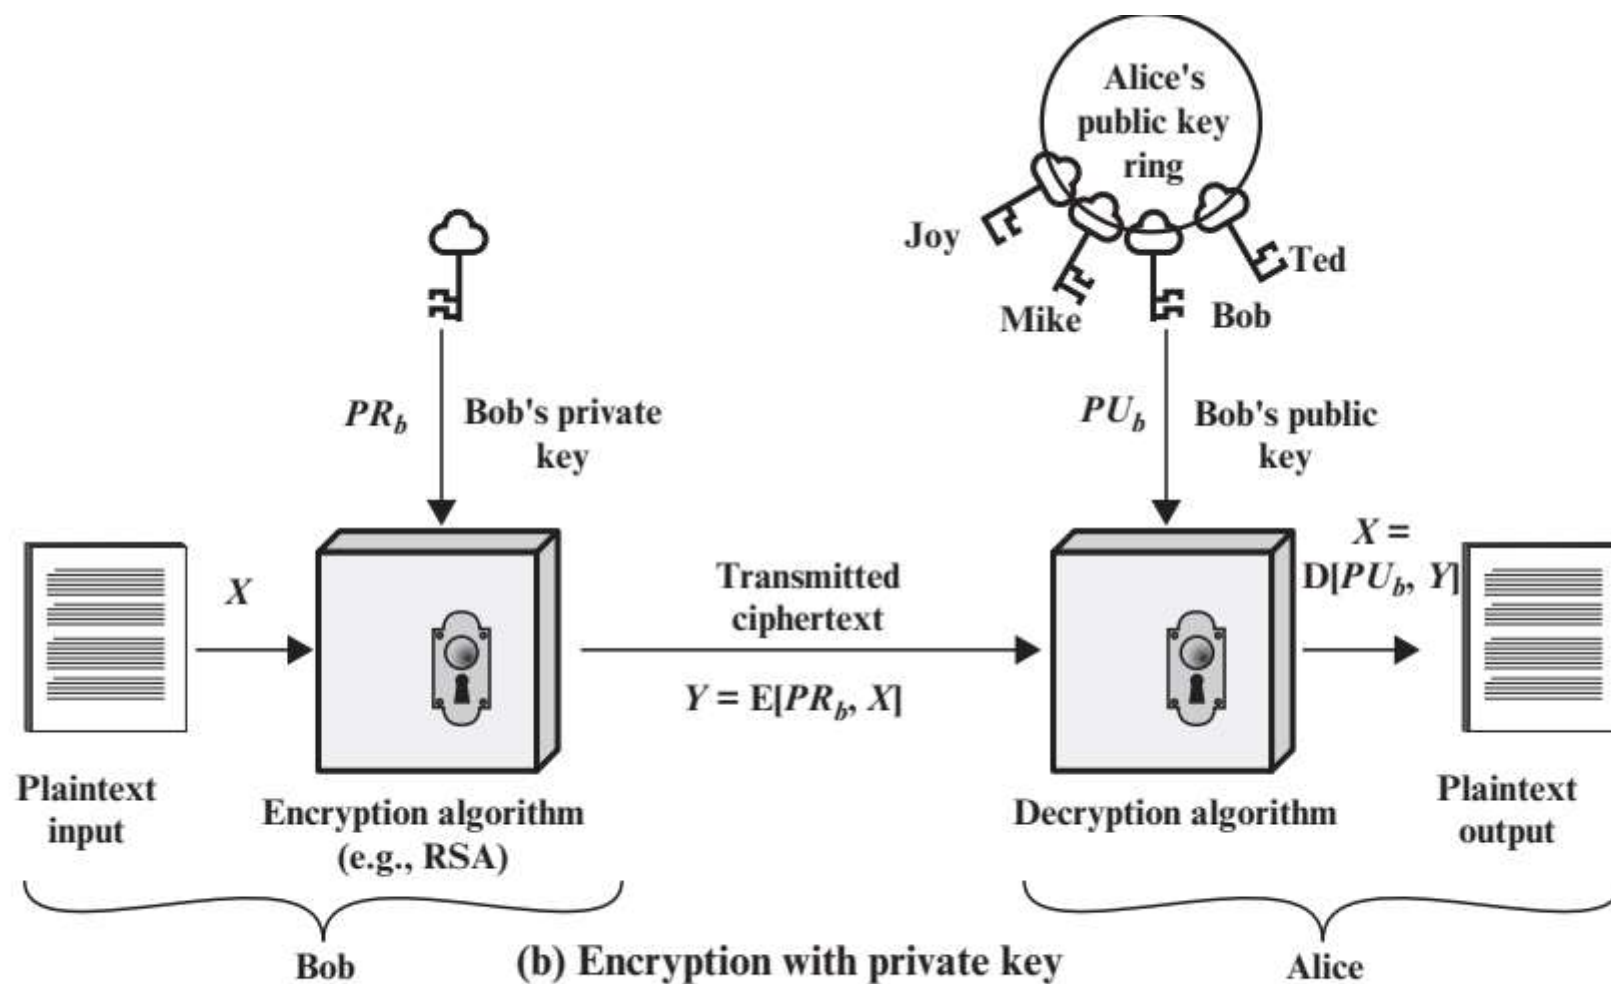 Alice's
public key
ring
Joy
Mike
Bob
Ted
PR_b
Bob's private
key
PU_b
Bob's public
key
X
Transmitted
ciphertext
Y = E[PR_b, X]
X =
D[PU_b, Y]
Plaintext
input
Encryption algorithm
(e.g., RSA)
Decryption algorithm
Plaintext
output
Bob
(b) Encryption with private key
Alice